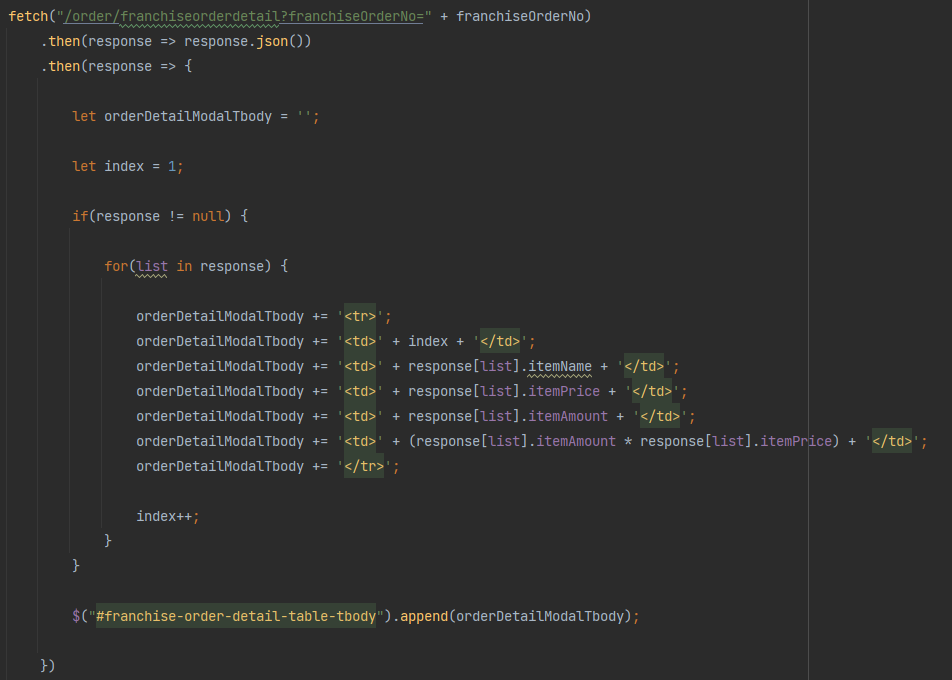 fetch("/order/franchiseorderdetail?franchiseOrderNo=" + franchiseOrderNo)
.then(response => response.json())
.then(response => {
let orderDetailModalTbody = '';
let index = 1;
if(response != null) {
for(list in response) {
orderDetailModalTbody += '<tr>';
orderDetailModalTbody += '<td>' + index + '</td>';
orderDetailModalTbody += '<td>' + response[list].itemName + '</td>';
orderDetailModalTbody += '<td>' + response[list].itemPrice + '</td>';
orderDetailModalTbody += '<td>' + response[list].itemAmount + '</td>';
orderDetailModalTbody += '<td>' + (response[list].itemAmount * response[list].itemPrice) + '</td>';
orderDetailModalTbody += '</tr>';
index++;
}
}
$("#franchise-order-detail-table-tbody").append(orderDetailModalTbody);
})